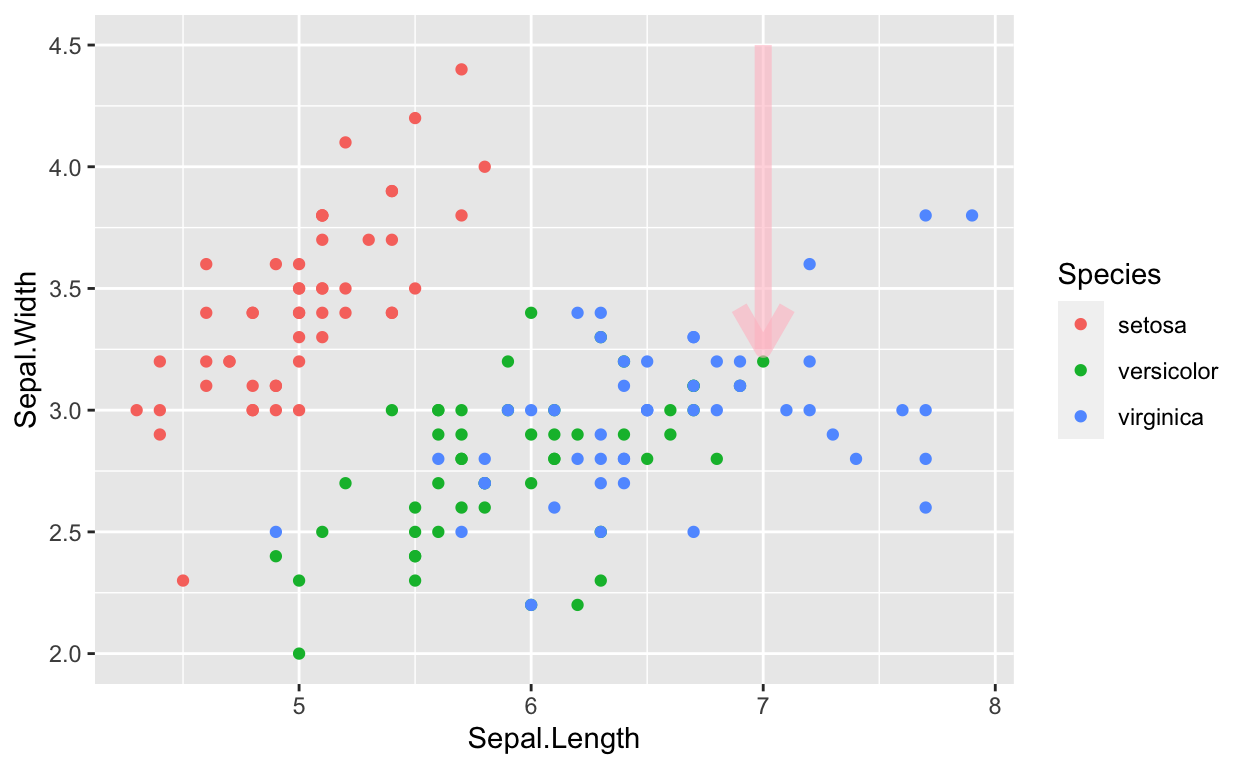 4.5
4.0
3.5
3.0
2.5
2.0
Sepal.Width
5 6 7 8
Sepal.Length
Species
setosa
versicolor
virginica